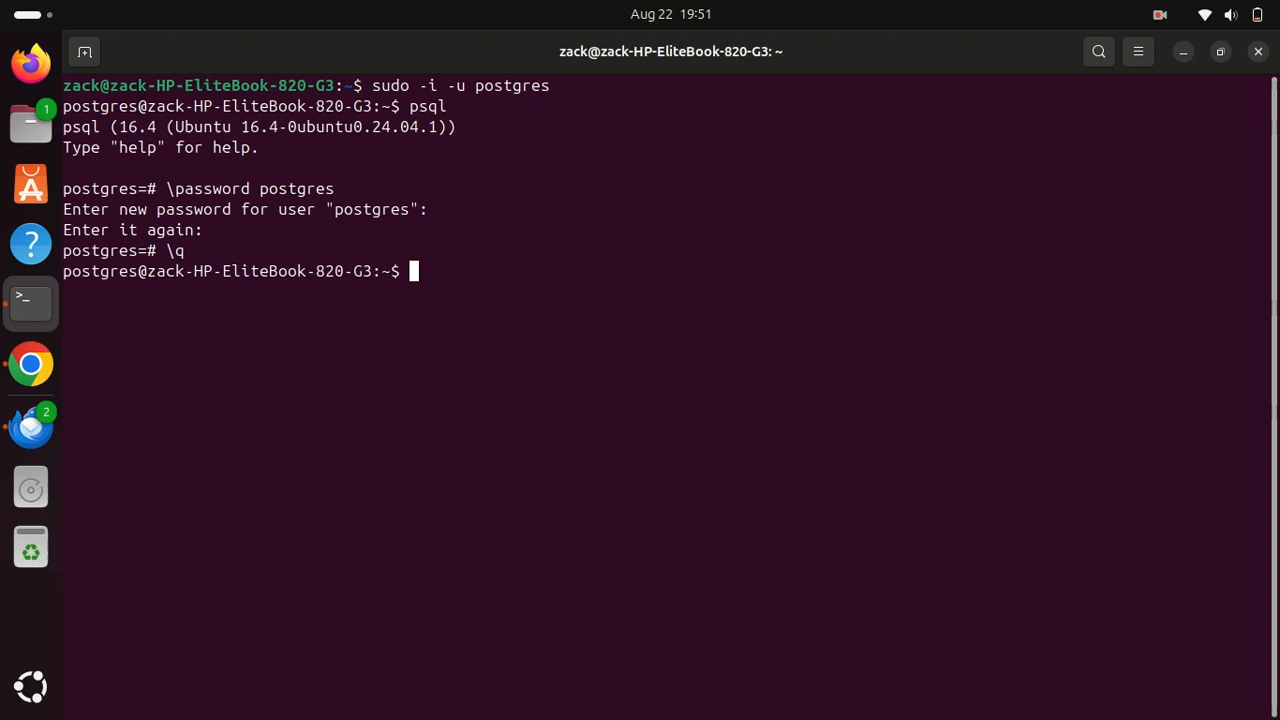 Aug 22 19:51
zack@zack-HP-EliteBook-820-G3: ~
zack@zack-HP-EliteBook-820-G3:~$ sudo -i -u postgres
postgres@zack-HP-EliteBook-820-G3:~$ psql
psql (16.4 (Ubuntu 16.4-0ubuntu0.24.04.1))
Type "help" for help.
postgres=# \password postgres
Enter new password for user "postgres":
Enter it again:
postgres=# \q
postgres@zack-HP-EliteBook-820-G3:~$
1
?
>_
2